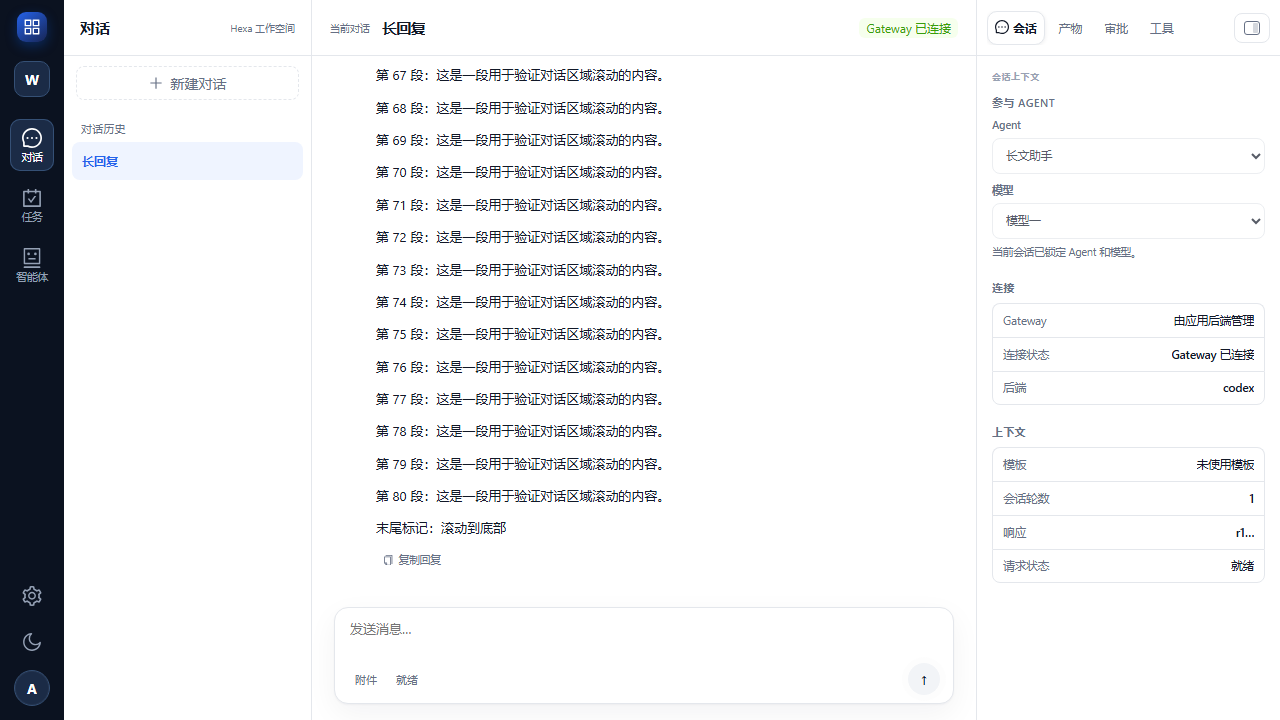 W
对话
任务
智能体
A
对话
Hexa 工作空间
新建对话
对话历史
长回复
当前对话
长回复
Gateway 已连接
第 67 段：这是一段用于验证对话区域滚动的内容。
第 68 段：这是一段用于验证对话区域滚动的内容。
第 69 段：这是一段用于验证对话区域滚动的内容。
第 70 段：这是一段用于验证对话区域滚动的内容。
第 71 段：这是一段用于验证对话区域滚动的内容。
第 72 段：这是一段用于验证对话区域滚动的内容。
第 73 段：这是一段用于验证对话区域滚动的内容。
第 74 段：这是一段用于验证对话区域滚动的内容。
第 75 段：这是一段用于验证对话区域滚动的内容。
第 76 段：这是一段用于验证对话区域滚动的内容。
第 77 段：这是一段用于验证对话区域滚动的内容。
第 78 段：这是一段用于验证对话区域滚动的内容。
第 79 段：这是一段用于验证对话区域滚动的内容。
第 80 段：这是一段用于验证对话区域滚动的内容。
末尾标记：滚动到底部
复制回复
发送消息...
附件 就绪 ↑
会话 产物 审批 工具
会话上下文
参与 AGENT
Agent
长文助手
模型
模型一
当前会话已锁定 Agent 和模型。
连接
Gateway 由应用后端管理
连接状态 Gateway 已连接
后端 codex
上下文
模板 未使用模板
会话轮数 1
响应 r1...
请求状态 就绪